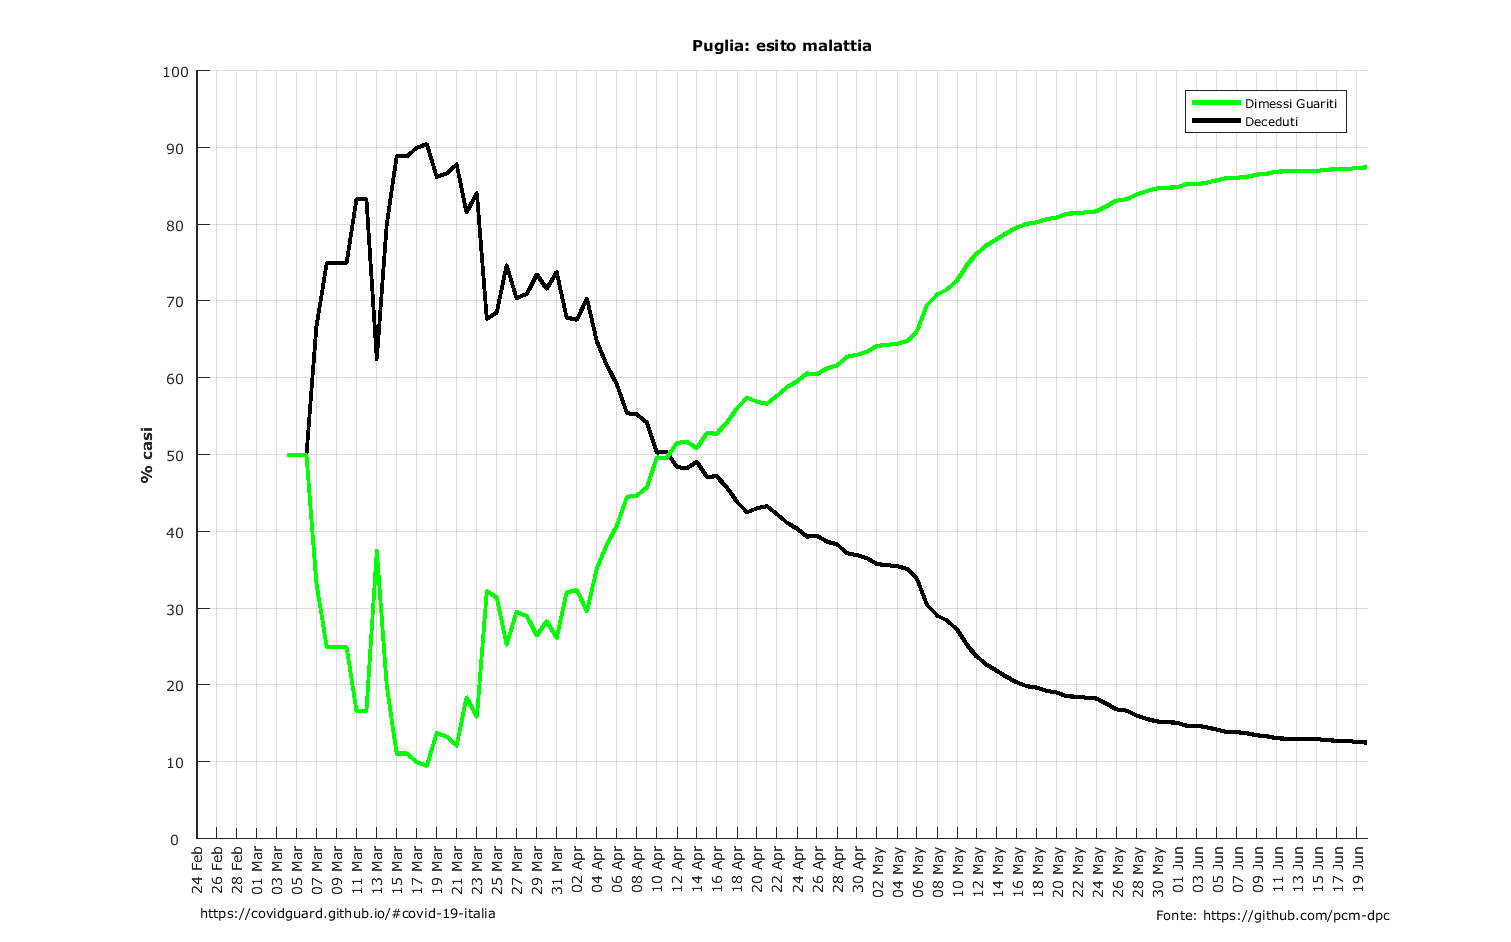 Puglia: esito malattia
Dimessi Guariti
Deceduti
% casi
100
90
80
70
60
50
40
30
20
10
0
24 Feb
26 Feb
28 Feb
01 Mar
03 Mar
05 Mar
07 Mar
09 Mar
11 Mar
13 Mar
15 Mar
17 Mar
19 Mar
21 Mar
23 Mar
25 Mar
27 Mar
29 Mar
31 Mar
02 Apr
04 Apr
06 Apr
08 Apr
10 Apr
12 Apr
14 Apr
16 Apr
18 Apr
20 Apr
22 Apr
24 Apr
26 Apr
28 Apr
30 Apr
02 May
04 May
06 May
08 May
10 May
12 May
14 May
16 May
18 May
20 May
22 May
24 May
26 May
28 May
30 May
01 Jun
03 Jun
05 Jun
07 Jun
09 Jun
11 Jun
13 Jun
15 Jun
17 Jun
19 Jun
https://covidguard.github.io/#covid-19-italia
Fonte: https://github.com/pcm-dpc